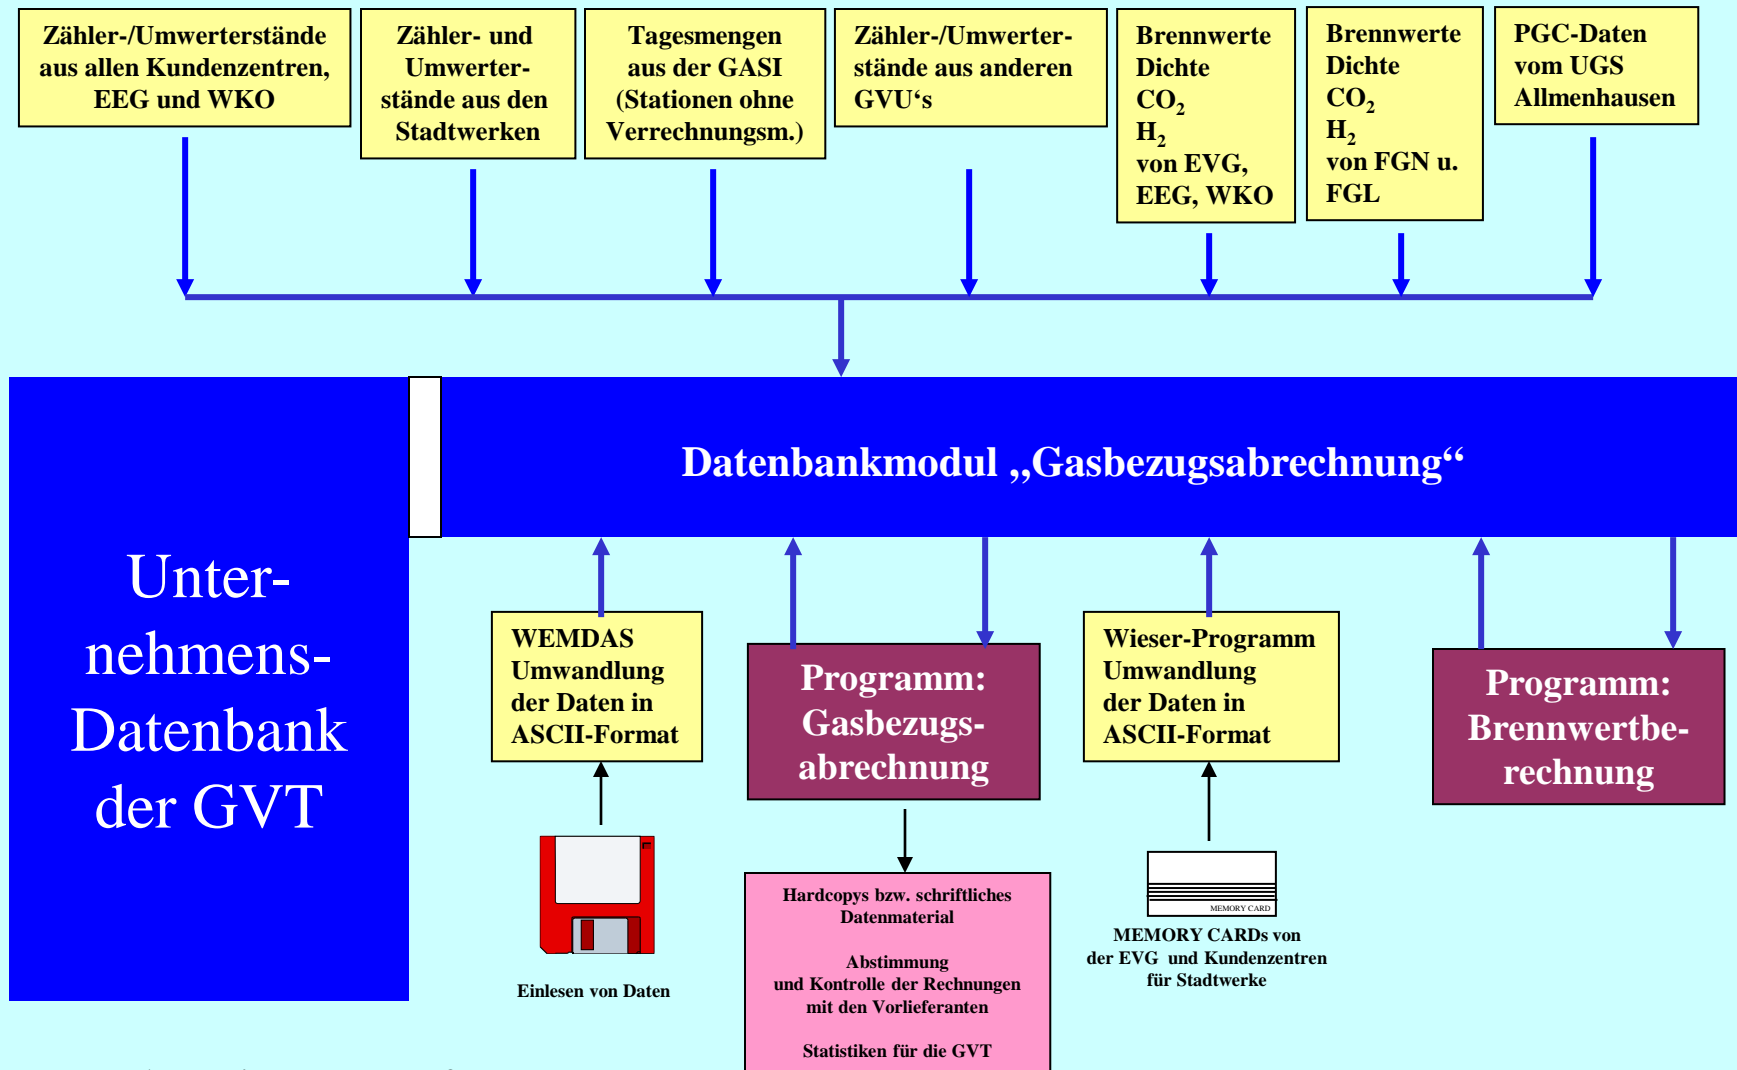 Zähler-/Umwerterstände
aus allen Kundenzentren,
EEG und WKO
Zähler- und
Umwerter-
stände aus den
Stadtwerken
Tagesmengen
aus der GASI
(Stationen ohne
Verrechnungsm.)
Zähler-/Umwerter-
stände aus anderen
GVU‘s
Brennwerte
Dichte
CO₂
H₂
von EVG,
EEG, WKO
Brennwerte
Dichte
CO₂
H₂
von FGN u.
FGL
PGC-Daten
vom UGS
Allmenhausen
Datenbankmodul „Gasbezugsabrechnung“
Unter-
nehmens-
Datenbank
der GVT
WEMDAS
Umwandlung
der Daten in
ASCII-Format
Einlesen von Daten
Programm:
Gasbezugs-
abrechnung
Hardcopys bzw. schriftliches
Datenmaterial
Abstimmung
und Kontrolle der Rechnungen
mit den Vorlieferanten
Statistiken für die GVT
Wieser-Programm
Umwandlung
der Daten in
ASCII-Format
MEMORY CARD
MEMORY CARDs von
der EVG und Kundenzentren
für Stadtwerke
Programm:
Brennwertbe-
rechnung